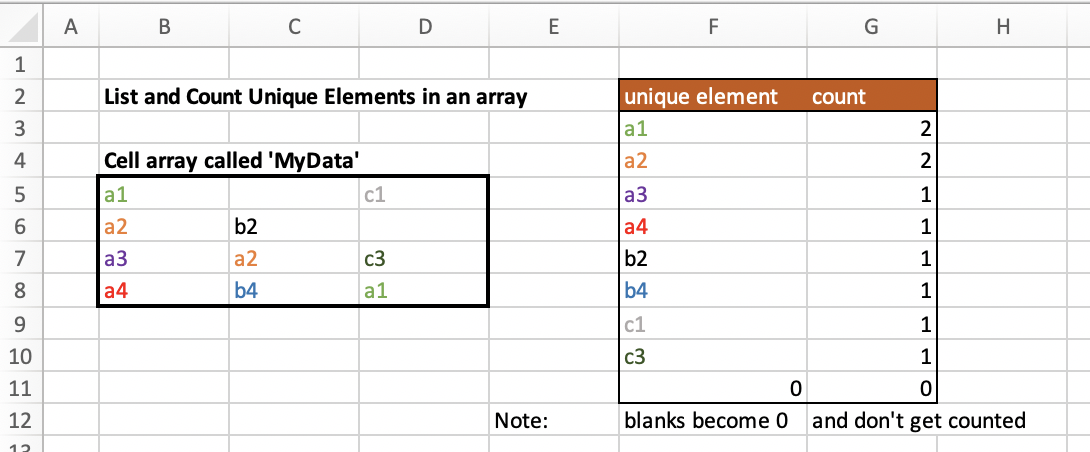 A B C D E F G H
1
2 List and Count Unique Elements in an array unique element count
3 a1 2
4 Cell array called 'MyData' a2 2
5 a1 c1 a3 1
6 a2 b2 a4 1
7 a3 a2 c3 b2 1
8 a4 b4 a1 b4 1
9 c1 1
10 c3 1
11 0 0
12 Note: blanks become 0 and don't get counted
13